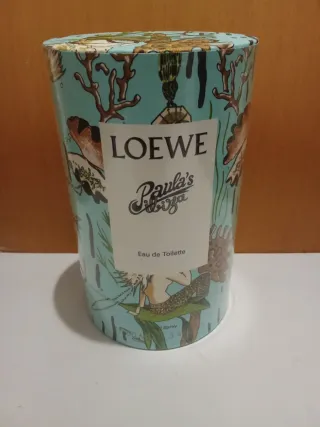 LOEWE
Paula's
Ibiza
Eau de Toilette